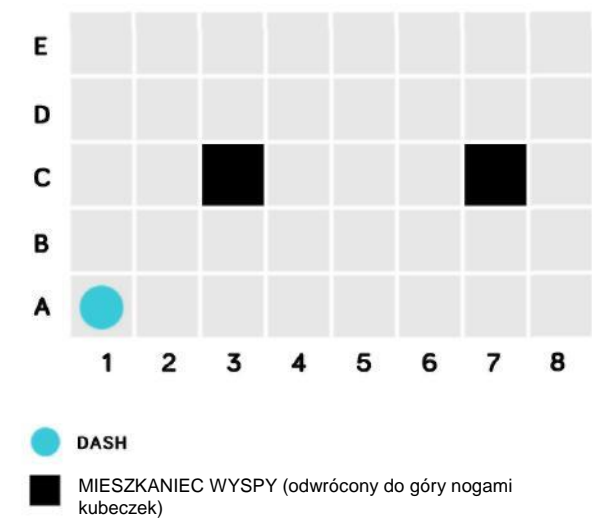 E
D
C
B
A
1 2 3 4 5 6 7 8
DASH
MIESZKANIEC WYSPY (odwrócony do góry nogami
kubeczek)